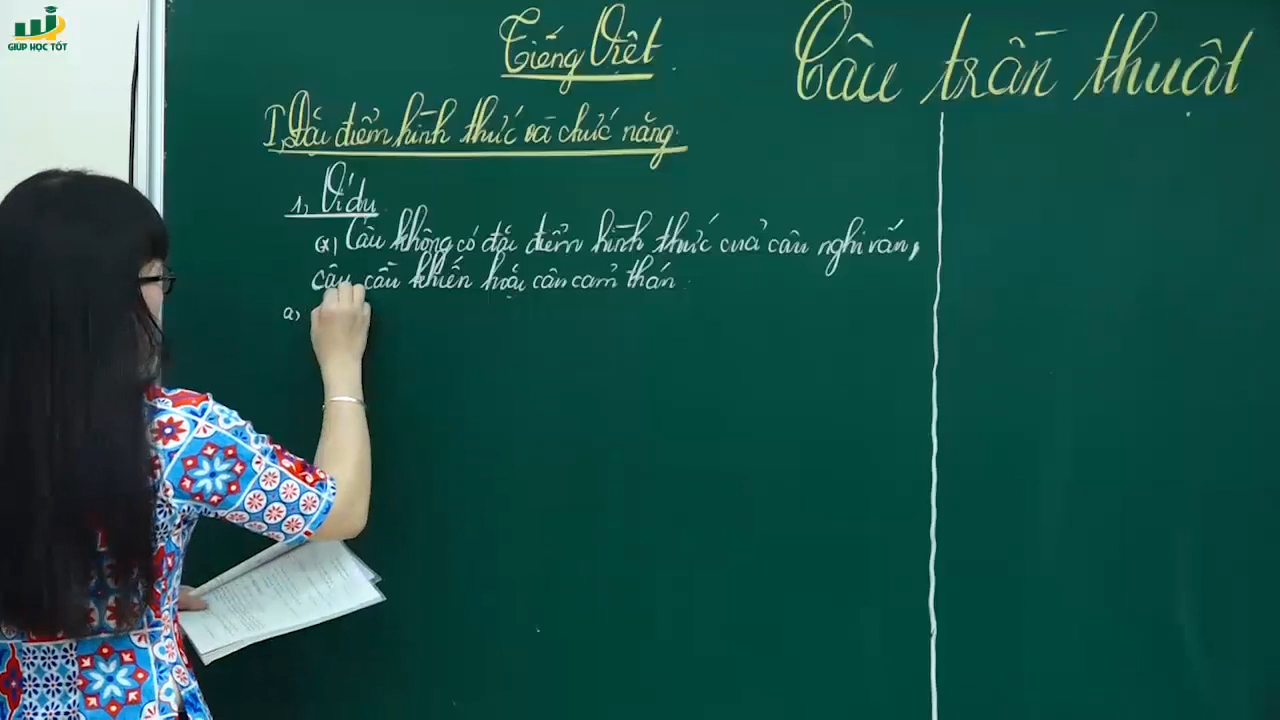 GIÚP HỌC TỐT
Tiếng Việt
Câu trần thuật
I, Đặc điểm hình thức và chức năng.
1, Ví dụ
(x) Câu không có đặc điểm hình thức của câu nghi vấn,
câu cầu khiến hoặc câu cảm thán
a,